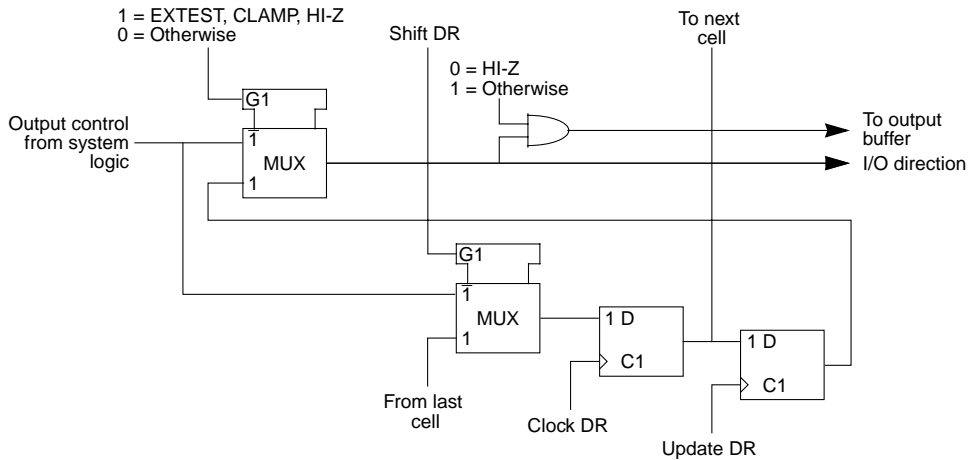 1 = EXTEST, CLAMP, HI-Z
0 = Otherwise
Shift DR
To next
cell
0 = HI-Z
1 = Otherwise
G1
Output control
from system
logic
1
MUX
1
To output
buffer
I/O direction
G1
1
MUX
1
1 D
C1
1 D
C1
From last
cell
Clock DR
Update DR